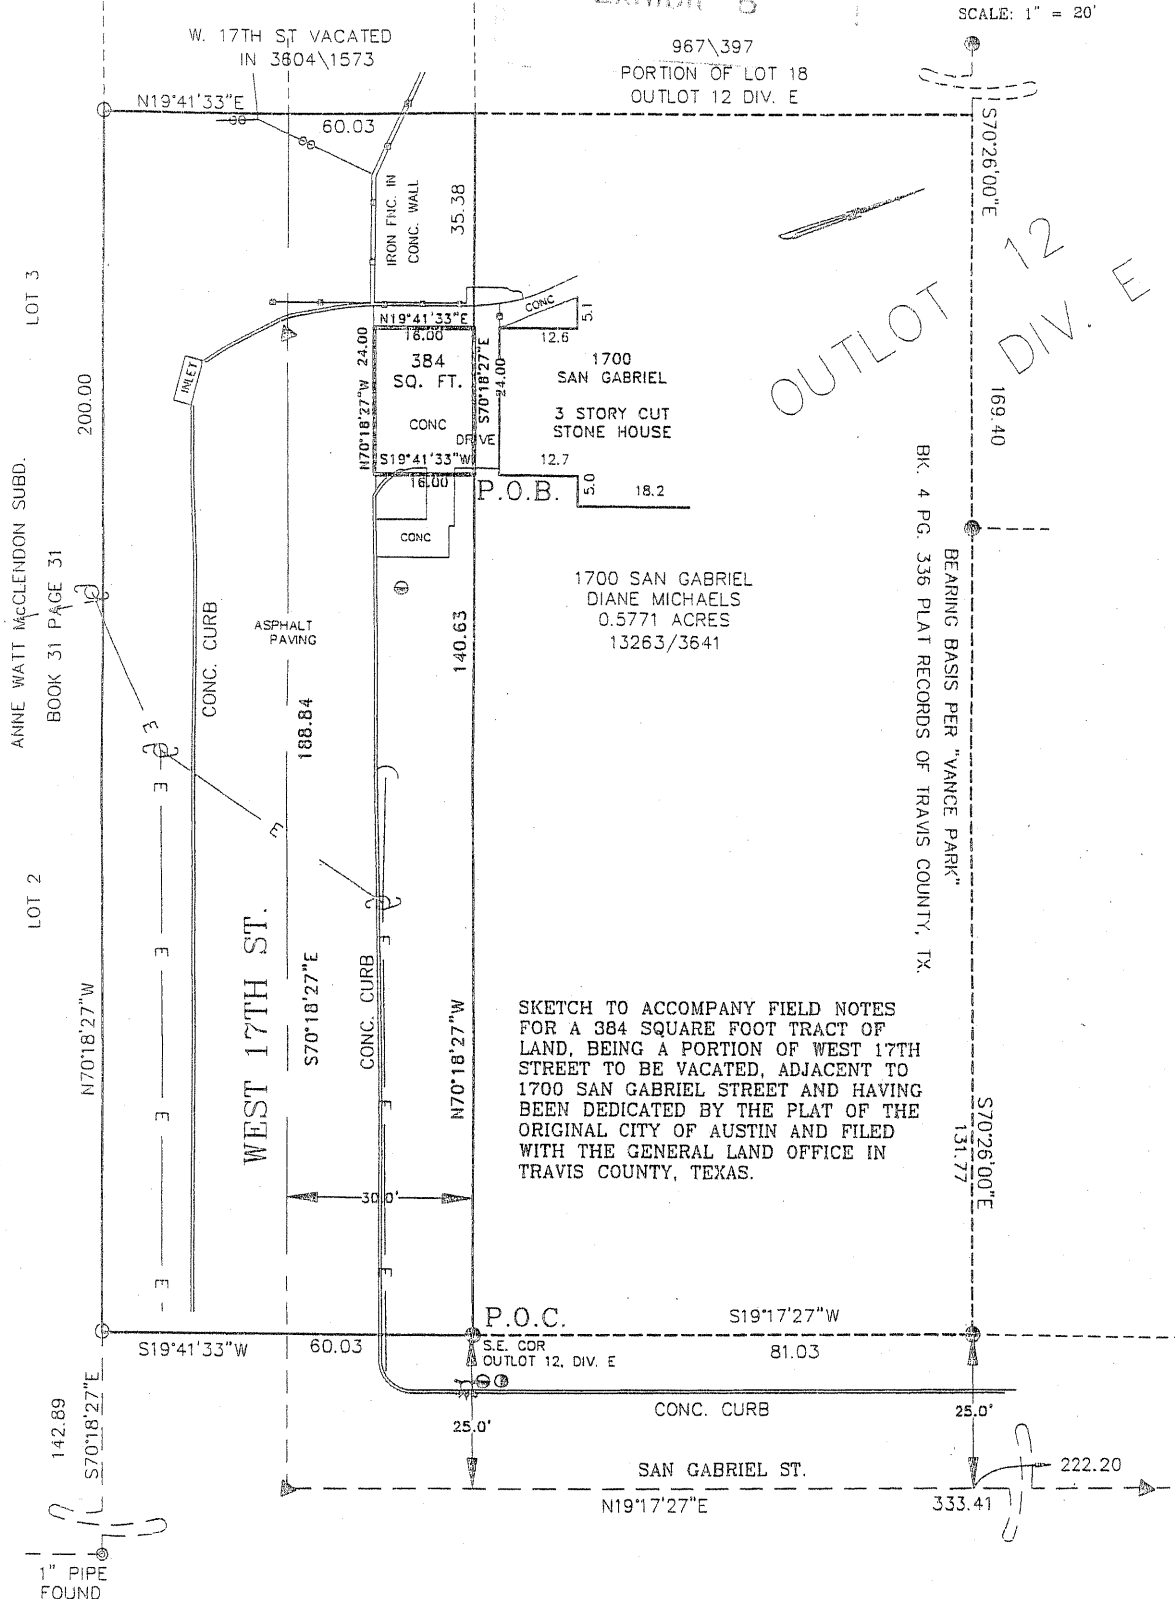 SCALE: 1" = 20'
W. 17TH ST VACATED
IN 3604\1573
967\397
PORTION OF LOT 18
OUTLOT 12 DIV. E
N19°41'33"E
60.03
S70°26'00"E
IRON FNC. IN
CONC. WALL
35.38
OUTLOT 12
DIV. E
LOT 3
200.00
INLET
N19°41'33"E
16.00
24.00
N70°18'27"W
384
SQ. FT.
CONC
DRIVE
S70°18'27"E
24.00
S19°41'33"W
16.00
CONC
5.1
12.6
1700
SAN GABRIEL
3 STORY CUT
STONE HOUSE
12.7
5.0
18.2
P.O.B.
CONC
169.40
BK. 4 PG. 336 PLAT RECORDS OF TRAVIS COUNTY, TX.
BEARING BASIS PER "VANCE PARK"
ANNE WATT McCLENDON SUBD.
BOOK 31 PAGE 31
CONC. CURB
ASPHALT
PAVING
140.63
1700 SAN GABRIEL
DIANE MICHAELS
0.5771 ACRES
13263/3641
188.84
E
E
E
LOT 2
WEST 17TH ST.
S70°18'27"E
CONC. CURB
N70°18'27"W
N70°18'27"W
E
E
E
E
E
E
SKETCH TO ACCOMPANY FIELD NOTES
FOR A 384 SQUARE FOOT TRACT OF
LAND, BEING A PORTION OF WEST 17TH
STREET TO BE VACATED, ADJACENT TO
1700 SAN GABRIEL STREET AND HAVING
BEEN DEDICATED BY THE PLAT OF THE
ORIGINAL CITY OF AUSTIN AND FILED
WITH THE GENERAL LAND OFFICE IN
TRAVIS COUNTY, TEXAS.
S70°26'00"E
131.77
30.0'
P.O.C.
S.E. COR
OUTLOT 12, DIV. E
S19°17'27"W
81.03
S19°41'33"W
60.03
142.89
S70°18'27"E
25.0'
CONC. CURB
25.0'
SAN GABRIEL ST.
N19°17'27"E
222.20
333.41
1" PIPE
FOUND